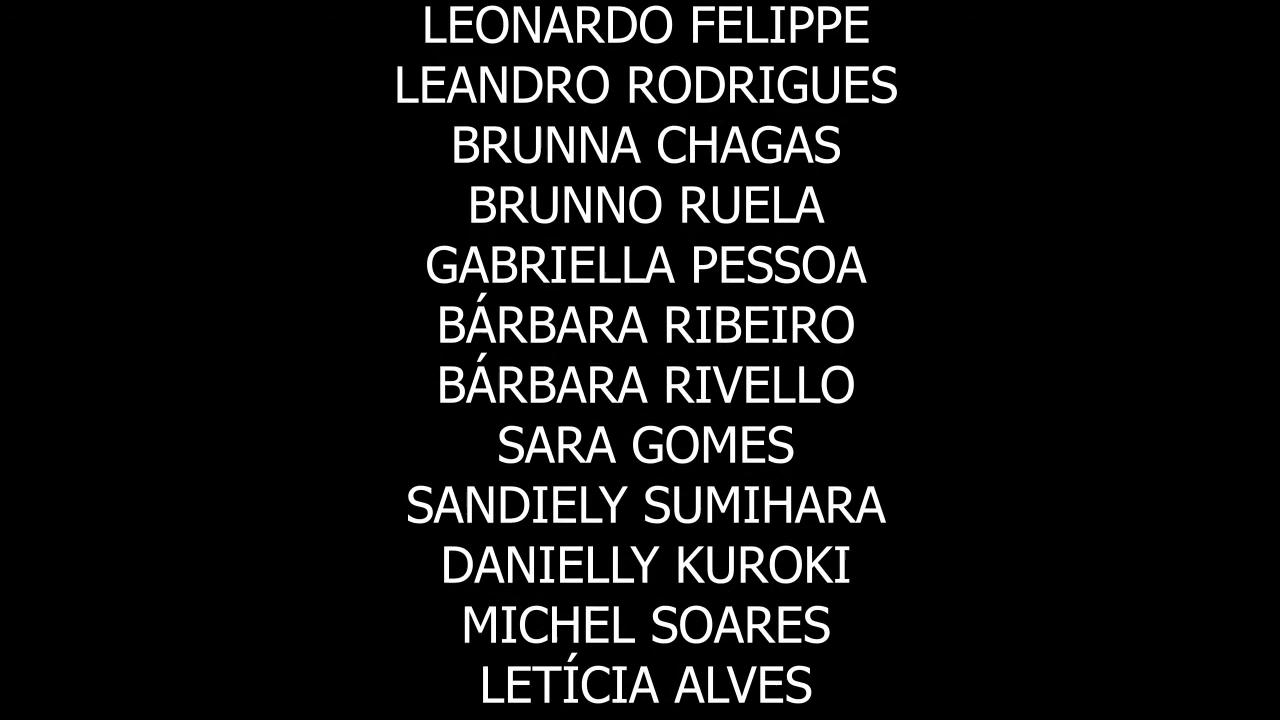 LEONARDO FELIPPE
LEANDRO RODRIGUES
BRUNNA CHAGAS
BRUNNO RUELA
GABRIELLA PESSOA
BÁRBARA RIBEIRO
BÁRBARA RIVELLO
SARA GOMES
SANDIELY SUMIHARA
DANIELLY KUROKI
MICHEL SOARES
LETÍCIA ALVES